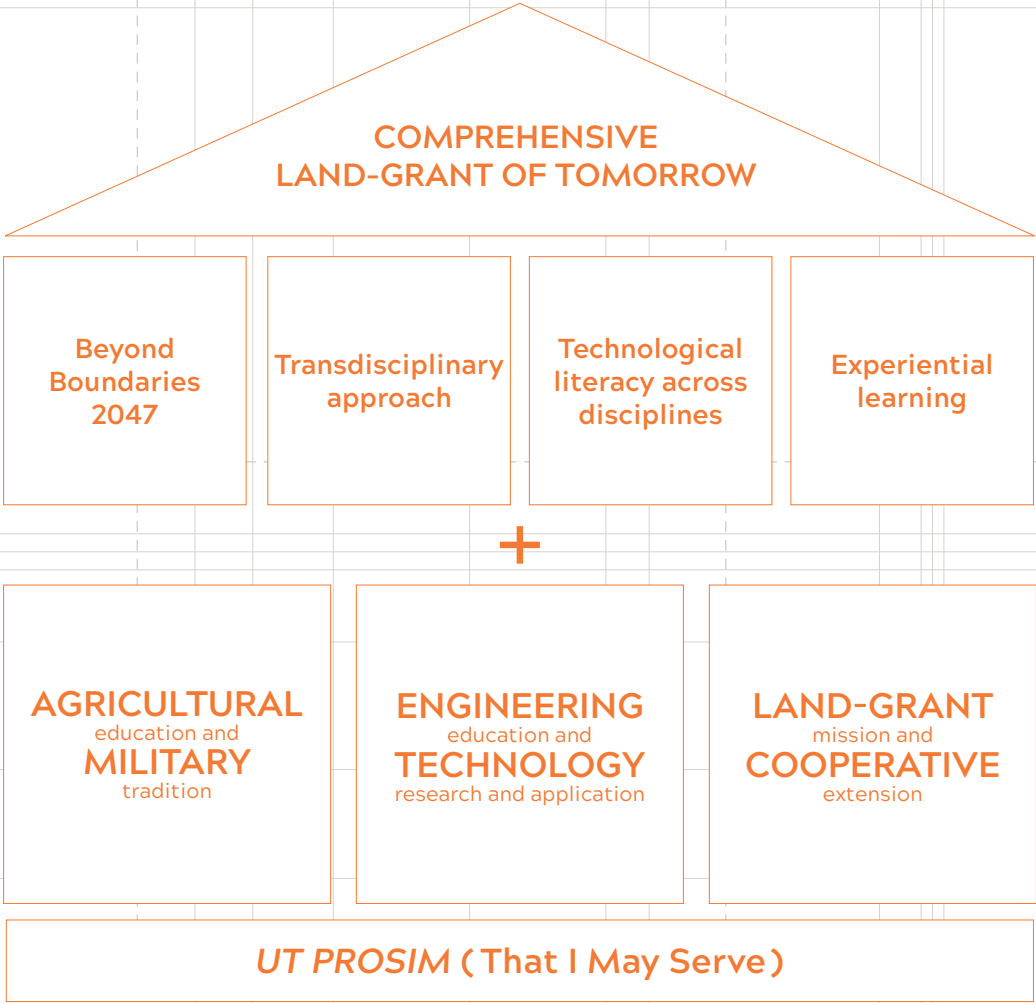 COMPREHENSIVE
LAND-GRANT OF TOMORROW
Beyond
Boundaries
2047
Transdisciplinary
approach
Technological
literacy across
disciplines
Experiential
learning
+
AGRICULTURAL
education and
MILITARY
tradition
ENGINEERING
education and
TECHNOLOGY
research and application
LAND-GRANT
mission and
COOPERATIVE
extension
UT PROSIM (That I May Serve)